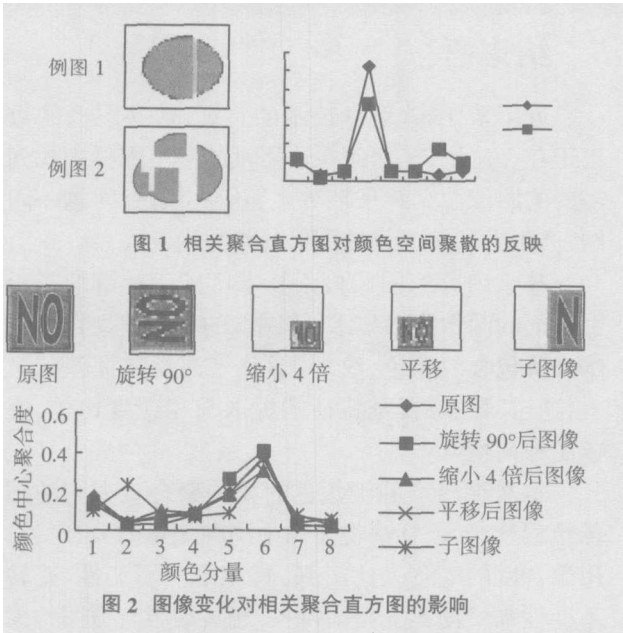 例图 1
例图 2
图 1 相关聚合直方图对颜色空间聚散的反映
NO
NO
10
10
N
原图
旋转 90°
缩小 4 倍
平移
子图像
颜色中心聚合度
0.6
0.4
0.2
0
1 2 3 4 5 6 7 8
颜色分量
原图
旋转 90°后图像
缩小 4 倍后图像
平移后图像
子图像
图 2 图像变化对相关聚合直方图的影响